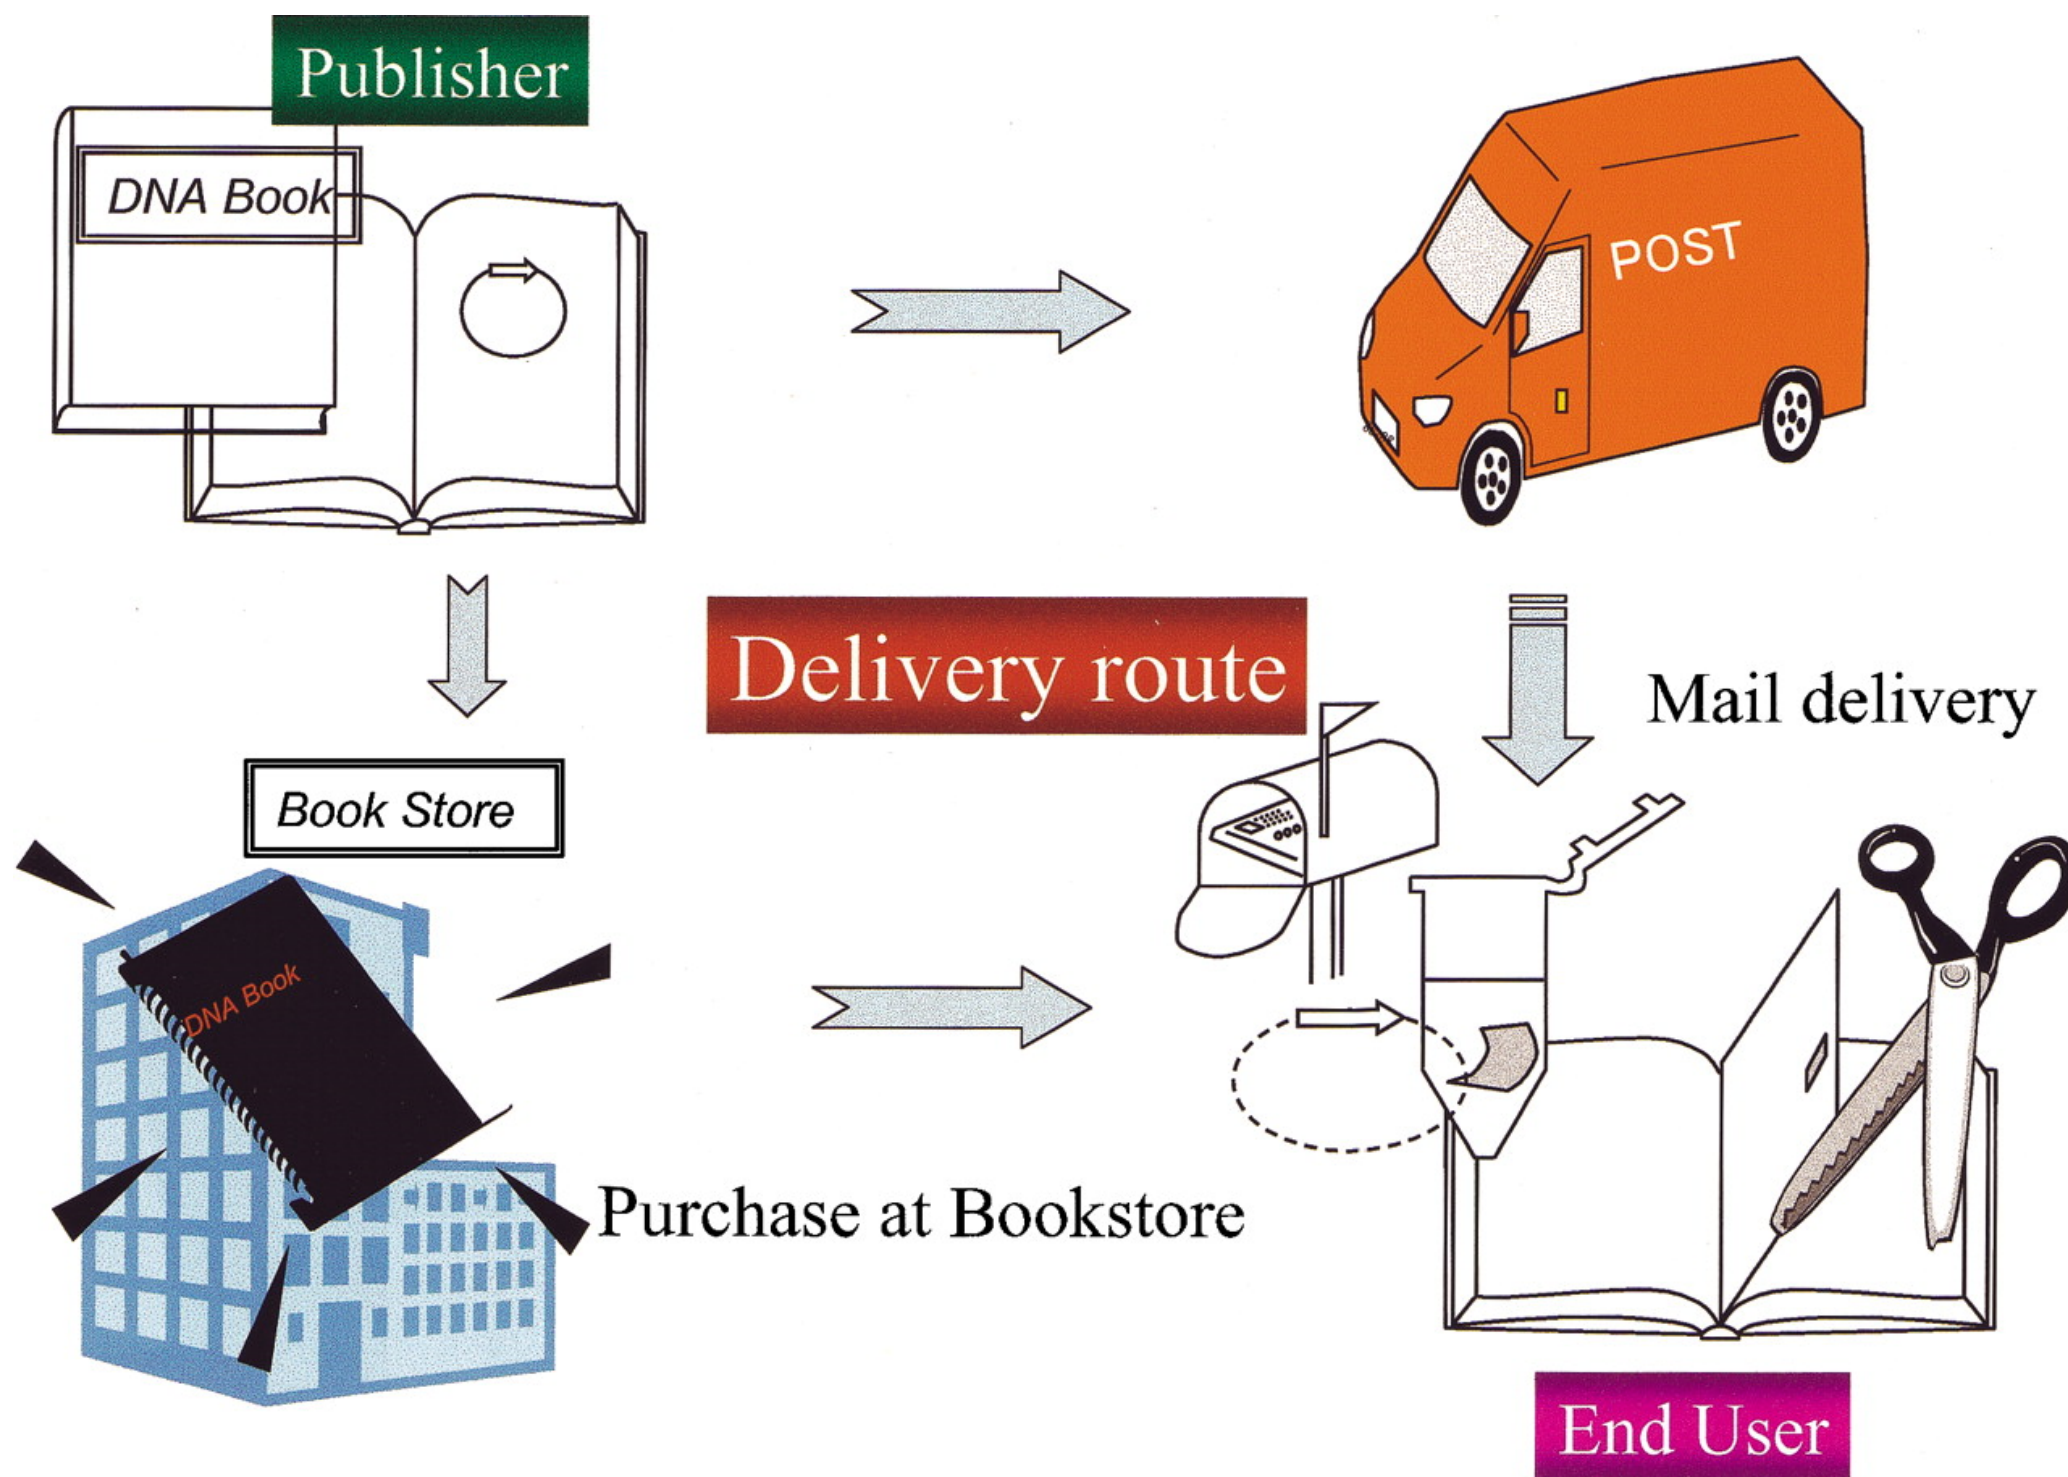 Publisher
DNA Book
POST
Delivery route
Mail delivery
Book Store
DNA Book
Purchase at Bookstore
End User